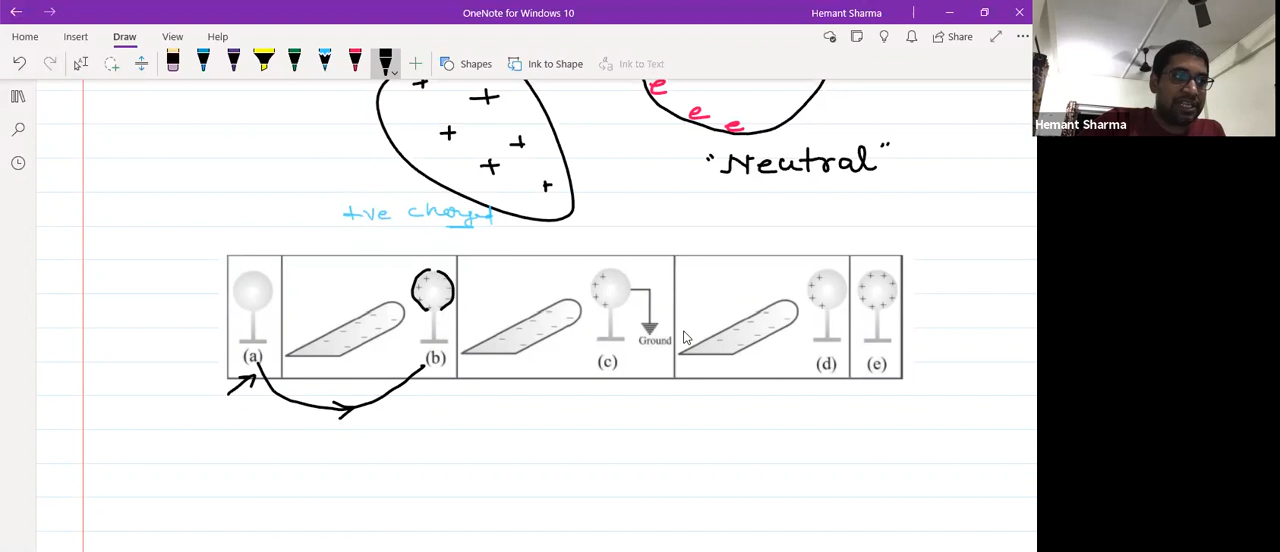 OneNote for Windows 10
Hemant Sharma
Home Insert Draw View Help
Share
Shapes
Ink to Shape
Ink to Text
Hemant Sharma
+ + + + + +
e e e
"Neutral"
+ve charged
Ground
(a) (b) (c) (d) (e)